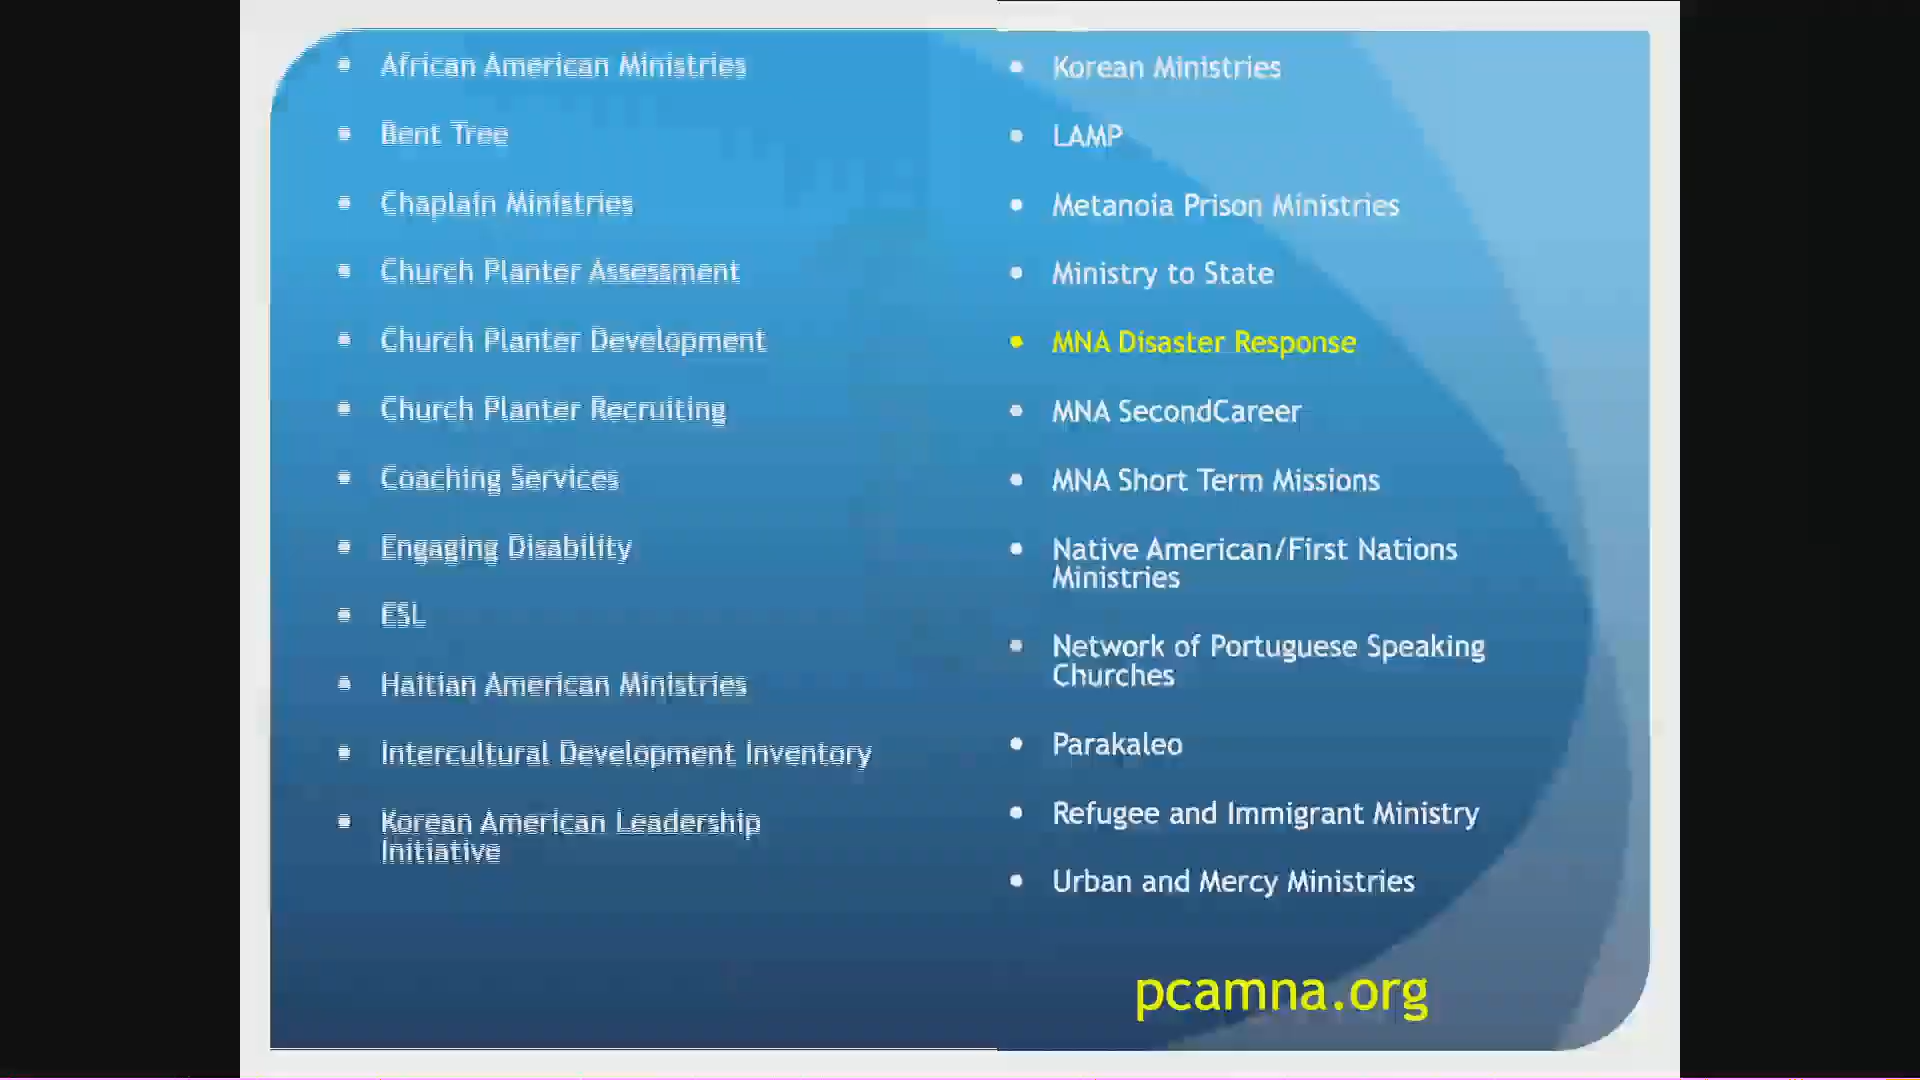 • African American Ministries
• Bent Tree
• Chaplain Ministries
• Church Planter Assessment
• Church Planter Development
• Church Planter Recruiting
• Coaching Services
• Engaging Disability
• ESL
• Haitian American Ministries
• Intercultural Development Inventory
• Korean American Leadership
Initiative
• Korean Ministries
• LAMP
• Metanoia Prison Ministries
• Ministry to State
• MNA Disaster Response
• MNA SecondCareer
• MNA Short Term Missions
• Native American/First Nations
Ministries
• Network of Portuguese Speaking
Churches
• Parakaleo
• Refugee and Immigrant Ministry
• Urban and Mercy Ministries
pcamna.org